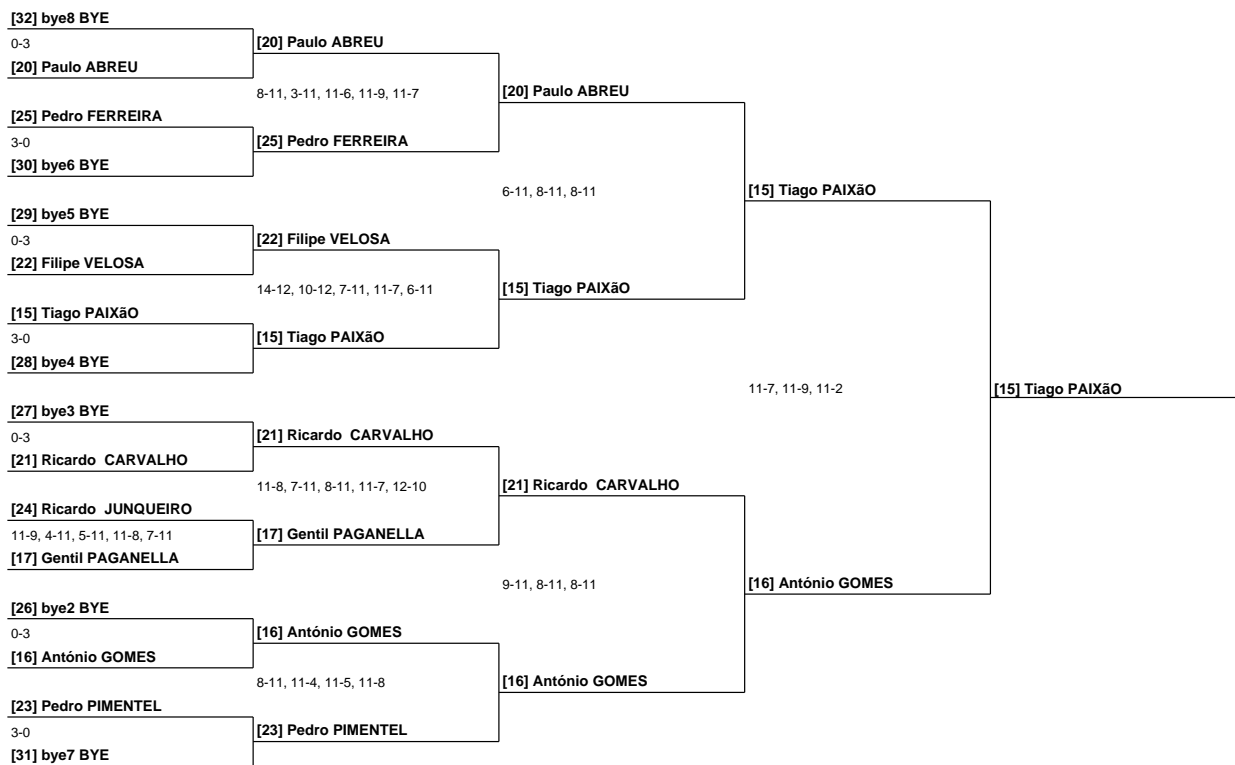 [32] bye8 BYE
0-3
[20] Paulo ABREU
[20] Paulo ABREU
8-11, 3-11, 11-6, 11-9, 11-7
[20] Paulo ABREU
[25] Pedro FERREIRA
3-0
[25] Pedro FERREIRA
[30] bye6 BYE
6-11, 8-11, 8-11
[15] Tiago PAIXãO
[29] bye5 BYE
0-3
[22] Filipe VELOSA
[22] Filipe VELOSA
14-12, 10-12, 7-11, 11-7, 6-11
[15] Tiago PAIXãO
[15] Tiago PAIXãO
3-0
[15] Tiago PAIXãO
[28] bye4 BYE
11-7, 11-9, 11-2
[15] Tiago PAIXãO
[27] bye3 BYE
0-3
[21] Ricardo  CARVALHO
[21] Ricardo  CARVALHO
11-8, 7-11, 8-11, 11-7, 12-10
[21] Ricardo  CARVALHO
[24] Ricardo  JUNQUEIRO
11-9, 4-11, 5-11, 11-8, 7-11
[17] Gentil PAGANELLA
[17] Gentil PAGANELLA
9-11, 8-11, 8-11
[16] António GOMES
[26] bye2 BYE
0-3
[16] António GOMES
[16] António GOMES
8-11, 11-4, 11-5, 11-8
[16] António GOMES
[23] Pedro PIMENTEL
3-0
[23] Pedro PIMENTEL
[31] bye7 BYE